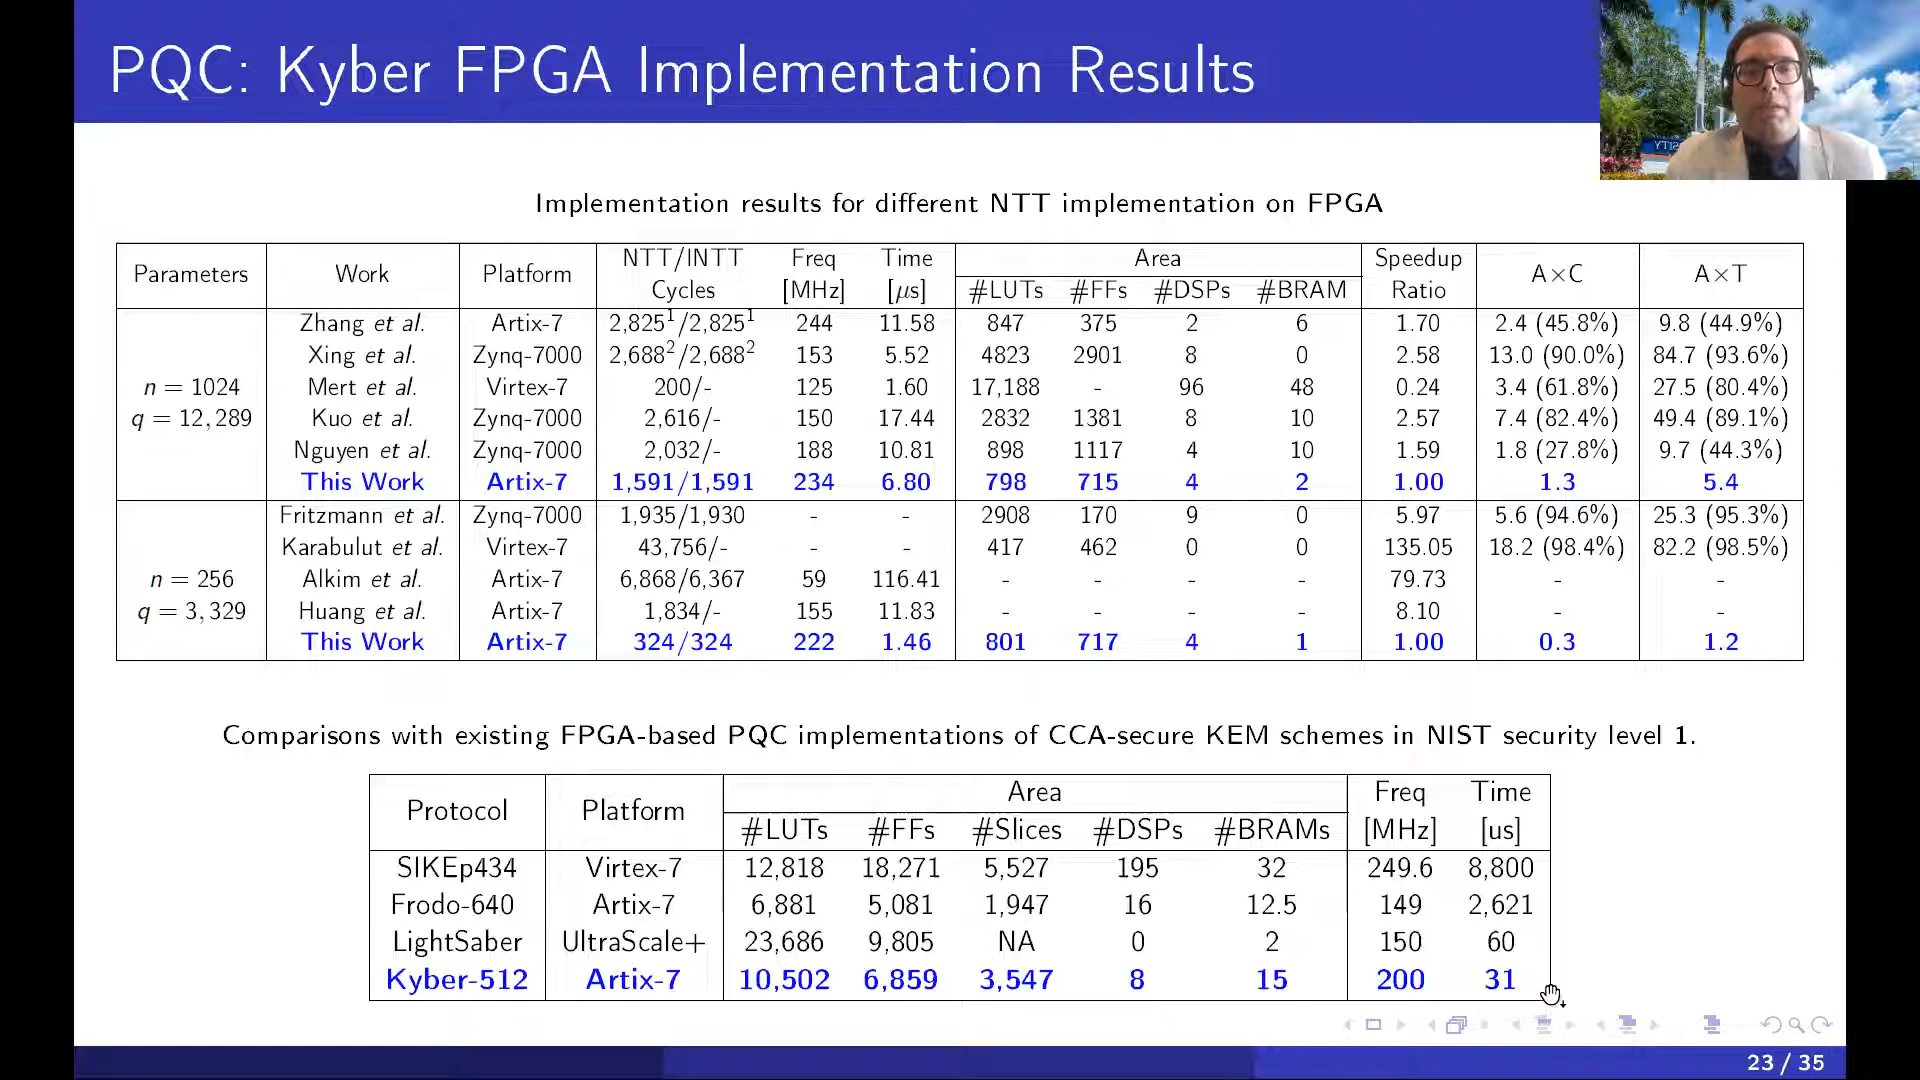 PQC: Kyber FPGA Implementation Results
Implementation results for different NTT implementation on FPGA
Parameters Work Platform NTT/INTT Cycles Freq [MHz] Time [μs] Area #LUTs #FFs #DSPs #BRAM Speedup Ratio A×C A×T
n = 1024 q = 12,289
Zhang et al. Artix-7 2,825¹/2,825¹ 244 11.58 847 375 2 6 1.70 2.4 (45.8%) 9.8 (44.9%)
Xing et al. Zynq-7000 2,688²/2,688² 153 5.52 4823 2901 8 0 2.58 13.0 (90.0%) 84.7 (93.6%)
Mert et al. Virtex-7 200/- 125 1.60 17,188 - 96 48 0.24 3.4 (61.8%) 27.5 (80.4%)
Kuo et al. Zynq-7000 2,616/- 150 17.44 2832 1381 8 10 2.57 7.4 (82.4%) 49.4 (89.1%)
Nguyen et al. Zynq-7000 2,032/- 188 10.81 898 1117 4 10 1.59 1.8 (27.8%) 9.7 (44.3%)
This Work Artix-7 1,591/1,591 234 6.80 798 715 4 2 1.00 1.3 5.4
n = 256 q = 3,329
Fritzmann et al. Zynq-7000 1,935/1,930 - - 2908 170 9 0 5.97 5.6 (94.6%) 25.3 (95.3%)
Karabulut et al. Virtex-7 43,756/- - - 417 462 0 0 135.05 18.2 (98.4%) 82.2 (98.5%)
Alkim et al. Artix-7 6,868/6,367 59 116.41 - - - - 79.73 - -
Huang et al. Artix-7 1,834/- 155 11.83 - - - - 8.10 - -
This Work Artix-7 324/324 222 1.46 801 717 4 1 1.00 0.3 1.2
Comparisons with existing FPGA-based PQC implementations of CCA-secure KEM schemes in NIST security level 1.
Protocol Platform Area #LUTs #FFs #Slices #DSPs #BRAMs Freq [MHz] Time [us]
SIKEp434 Virtex-7 12,818 18,271 5,527 195 32 249.6 8,800
Frodo-640 Artix-7 6,881 5,081 1,947 16 12.5 149 2,621
LightSaber UltraScale+ 23,686 9,805 NA 0 2 150 60
Kyber-512 Artix-7 10,502 6,859 3,547 8 15 200 31
23 / 35